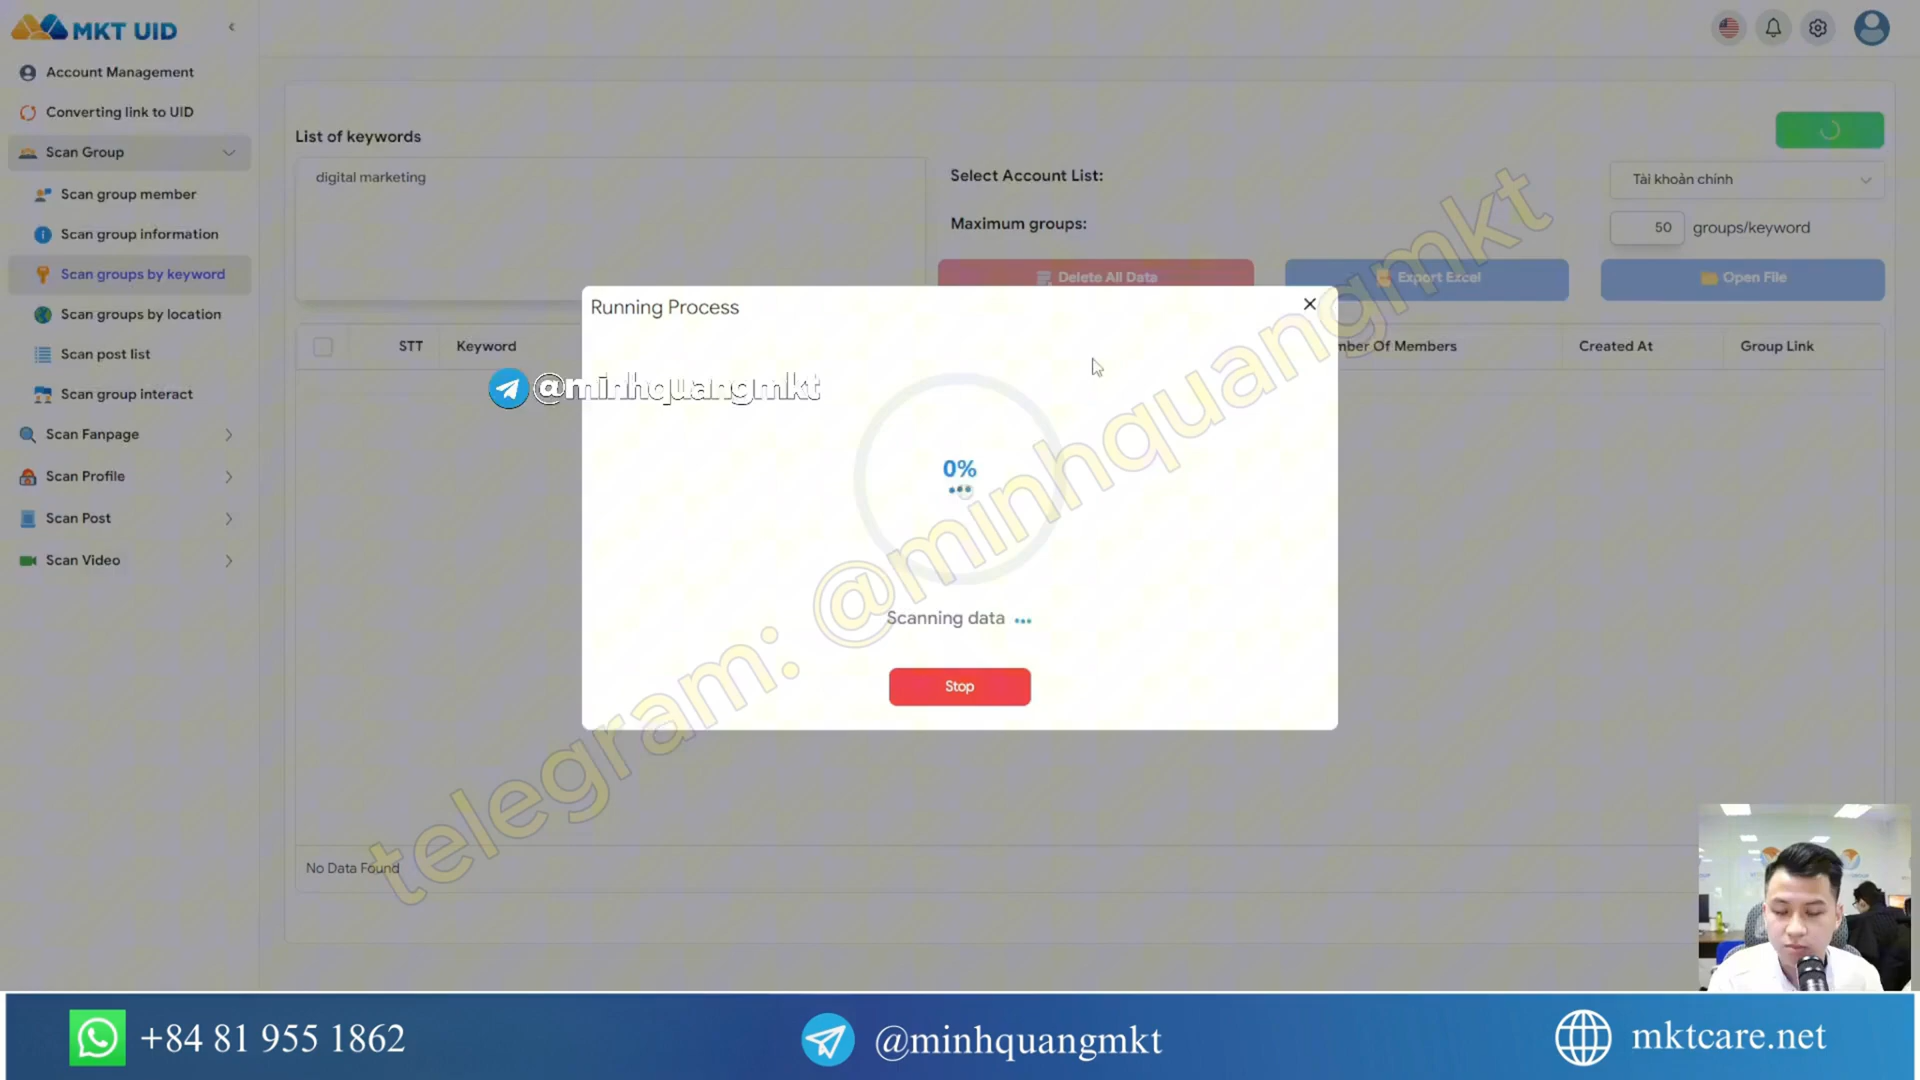 MKT UID
Account Management
Converting link to UID
Scan Group
Scan group member
Scan group information
Scan groups by keyword
Scan groups by location
Scan post list
Scan group interact
Scan Fanpage
Scan Profile
Scan Post
Scan Video
List of keywords
digital marketing
Select Account List:
Tài khoản chính
Maximum groups:
50 groups/keyword
Delete All Data
Export Excel
Open File
STT Keyword
mber Of Members Created At Group Link
Running Process
@minhquangmkt
0%
Scanning data
Stop
telegram: @minhquangmkt
No Data Found
+84 81 955 1862
@minhquangmkt
mktcare.net